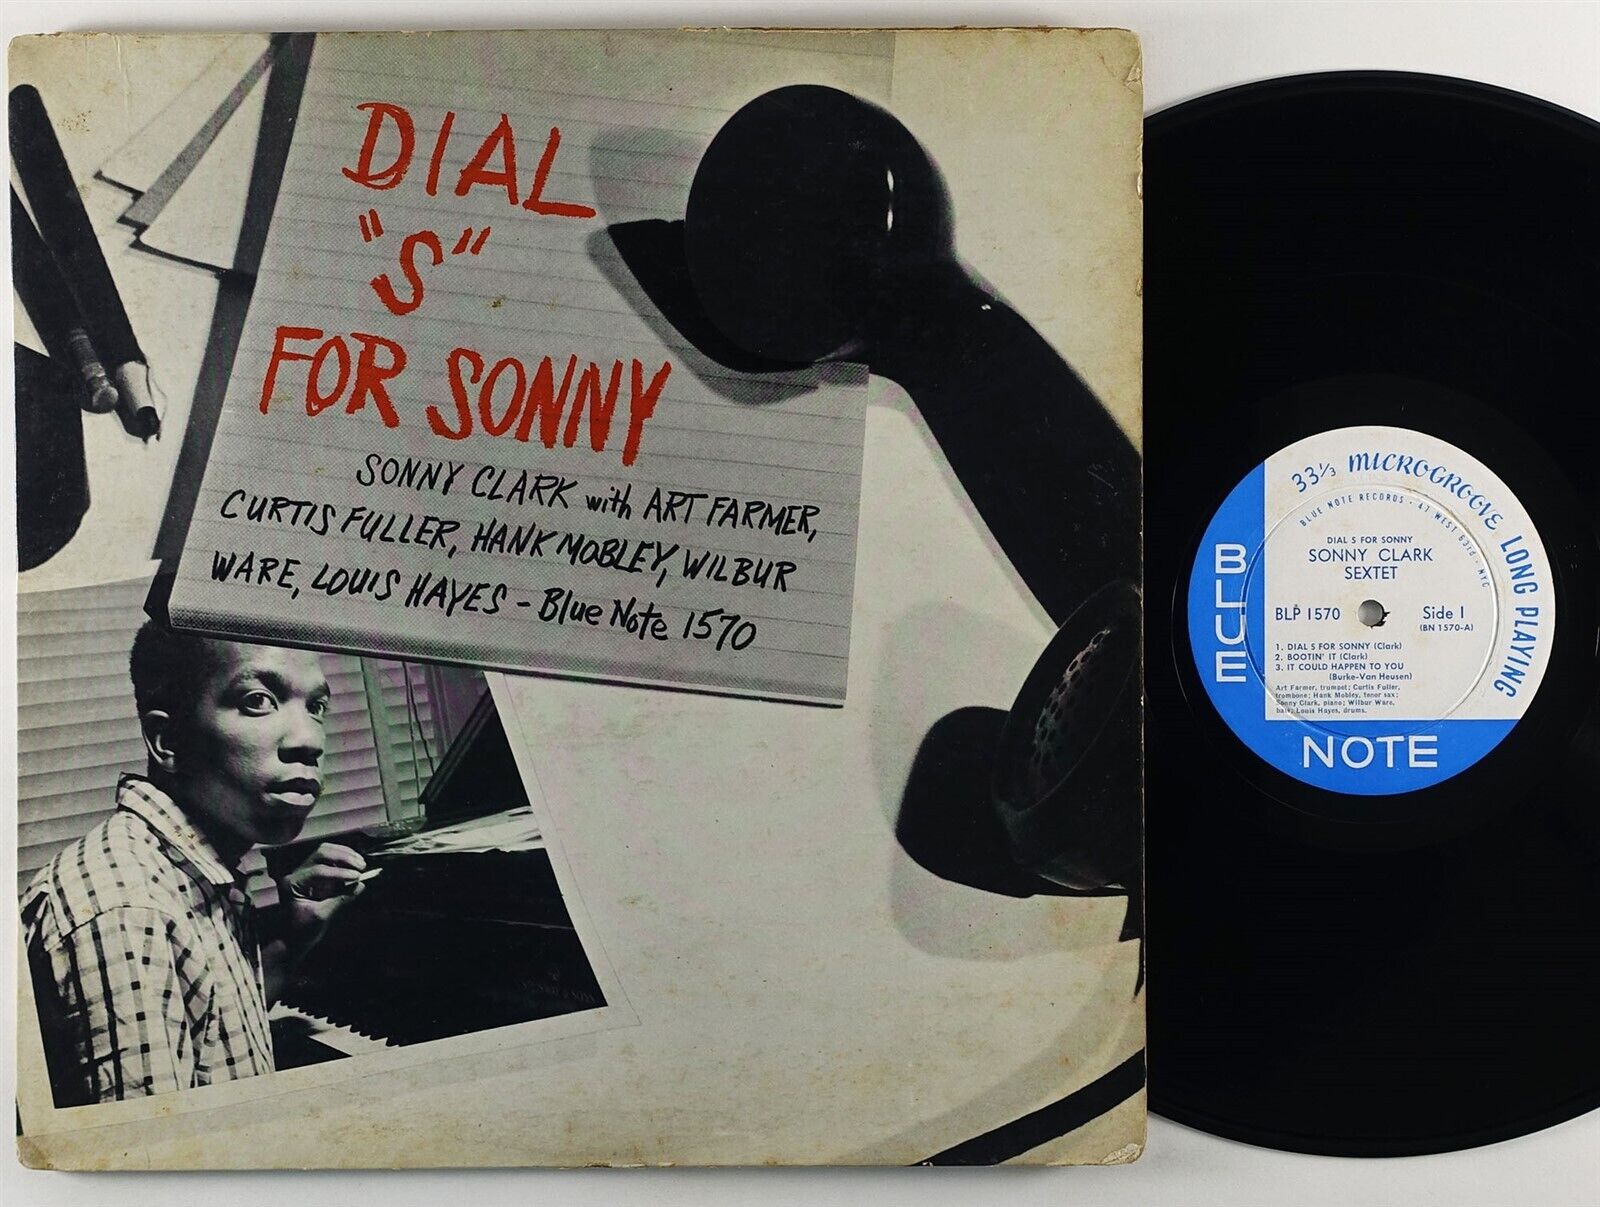 DIAL
"S"
FOR SONNY
SONNY CLARK with ART FARMER,
CURTIS FULLER, HANK MOBLEY, WILBUR
WARE, LOUIS HAYES - Blue Note 1570
33 1/3 MICROGROOVE LONG PLAYING
BLUE NOTE RECORDS · 47 WEST 63rd · NYC
DIAL S FOR SONNY
SONNY CLARK
SEXTET
BLP 1570 Side 1
(BN 1570-A)
1. DIAL S FOR SONNY (Clark)
2. BOOTIN' IT (Clark)
3. IT COULD HAPPEN TO YOU
(Burke-Van Heusen)
Art Farmer, trumpet; Curtis Fuller,
trombone; Hank Mobley, tenor sax;
Sonny Clark, piano; Wilbur Ware,
bass; Louis Hayes, drums.
BLUE
NOTE